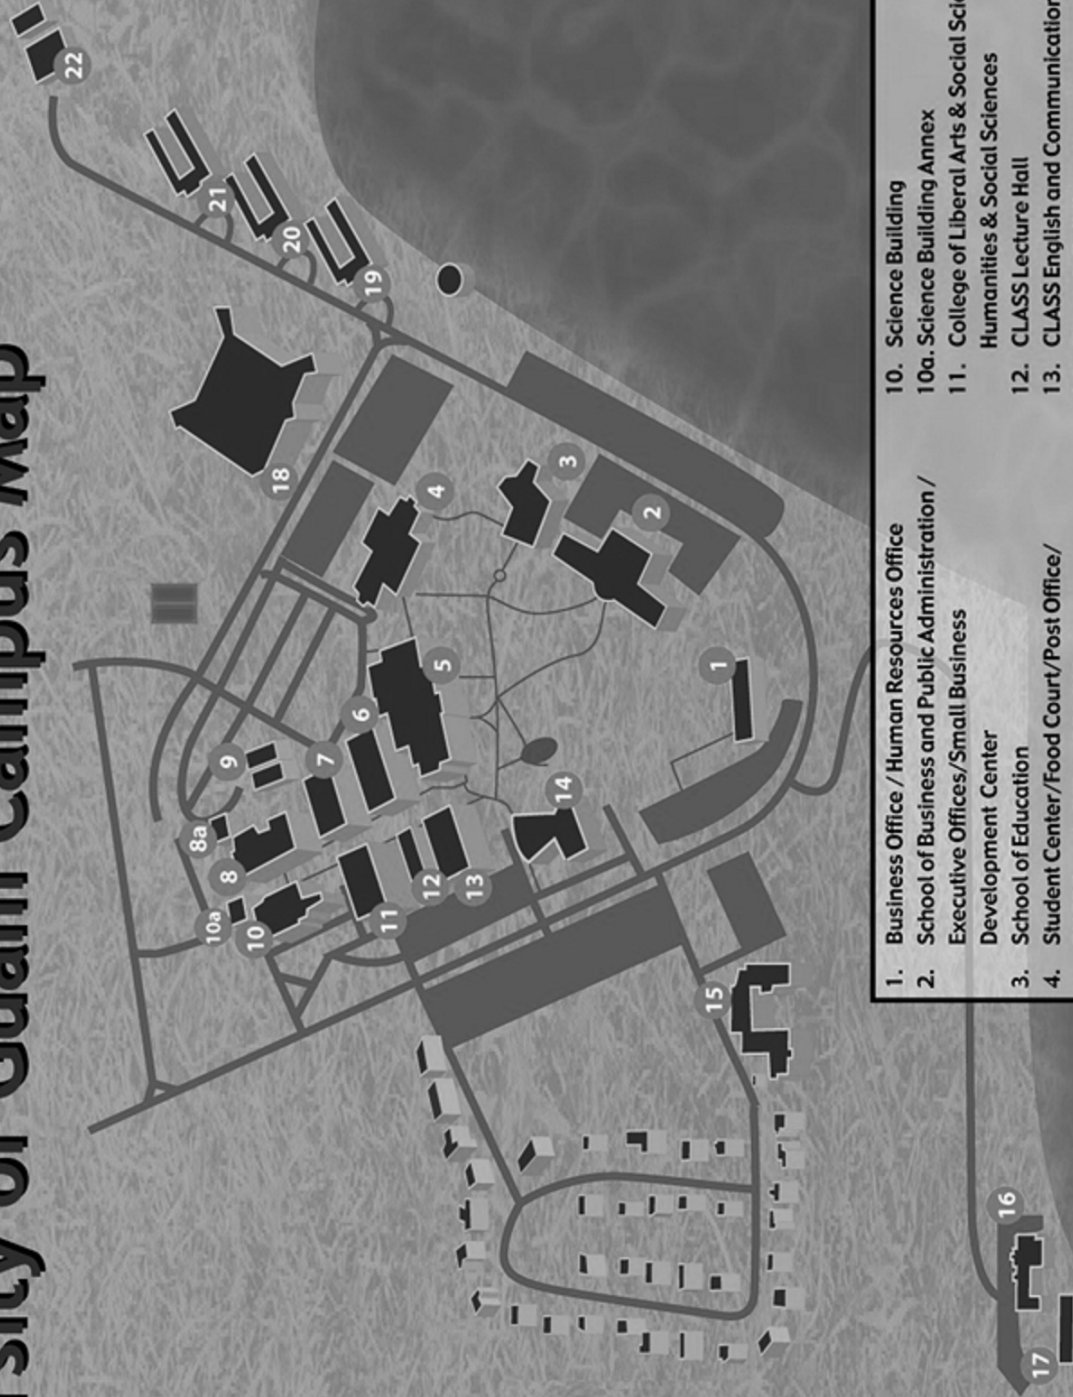 University of Guam Campus Map
22
21
20
19
18
4
3
2
5
1
6
9
7
14
8a
8
12
13
10a
10
11
15
16
17
1. Business Office / Human Resources Office
2. School of Business and Public Administration /
Executive Offices/Small Business
Development Center
3. School of Education
4. Student Center/Food Court/Post Office/
10. Science Building
10a. Science Building Annex
11. College of Liberal Arts & Social Sci
Humanities & Social Sciences
12. CLASS Lecture Hall
13. CLASS English and Communication